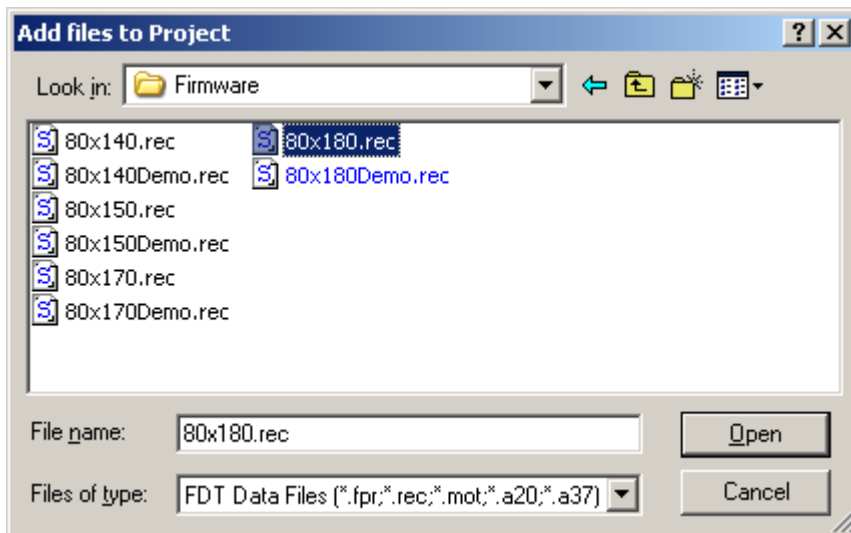 Add files to Project
Look in: Firmware
80x140.rec
80x140Demo.rec
80x150.rec
80x150Demo.rec
80x170.rec
80x170Demo.rec
80x180.rec
80x180Demo.rec
File name: 80x180.rec
Open
Files of type: FDT Data Files (*.fpr;*.rec;*.mot;*.a20;*.a37)
Cancel